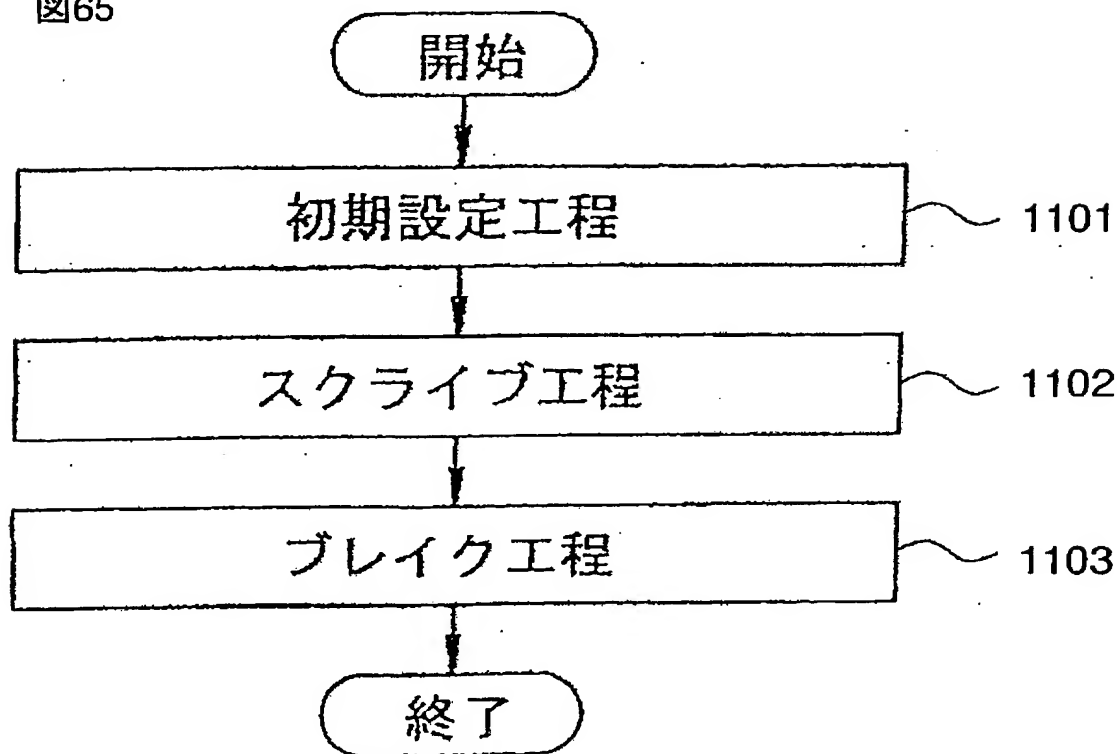 図65
開始
初期設定工程 1101
スクライブ工程 1102
ブレイク工程 1103
終了